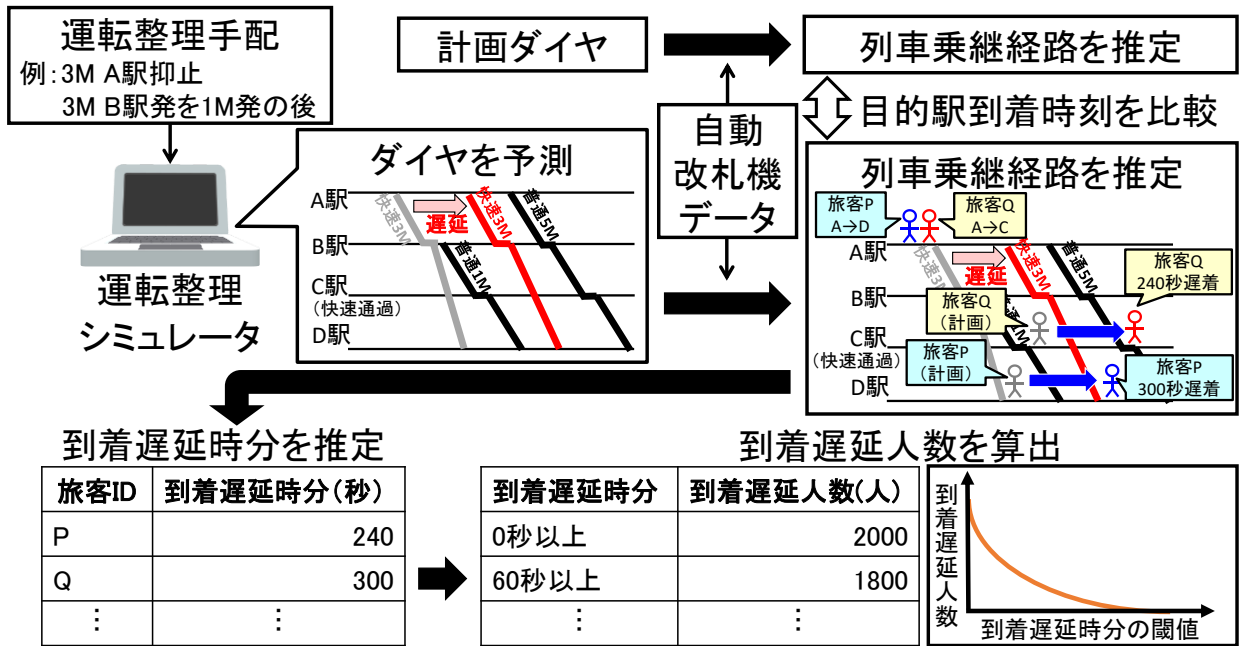 運転整理手配
例：3M A駅抑止
3M B駅発を1M発の後
運転整理
シミュレータ
ダイヤを予測
A駅
B駅
C駅
(快速通過)
D駅
快速3M
遅延
快速3M
普通5M
普通1M
計画ダイヤ
自動
改札機
データ
列車乗継経路を推定
目的駅到着時刻を比較
列車乗継経路を推定
旅客P
A→D
旅客Q
A→C
A駅
B駅
C駅
(快速通過)
D駅
快速3M
遅延
快速3M
普通5M
普通1M
旅客Q
240秒遅着
旅客Q
(計画)
旅客P
(計画)
旅客P
300秒遅着
到着遅延時分を推定
旅客ID 到着遅延時分(秒)
P 240
Q 300
⋮ ⋮
到着遅延人数を算出
到着遅延時分 到着遅延人数(人)
0秒以上 2000
60秒以上 1800
⋮ ⋮
到着遅延人数
到着遅延時分の閾値